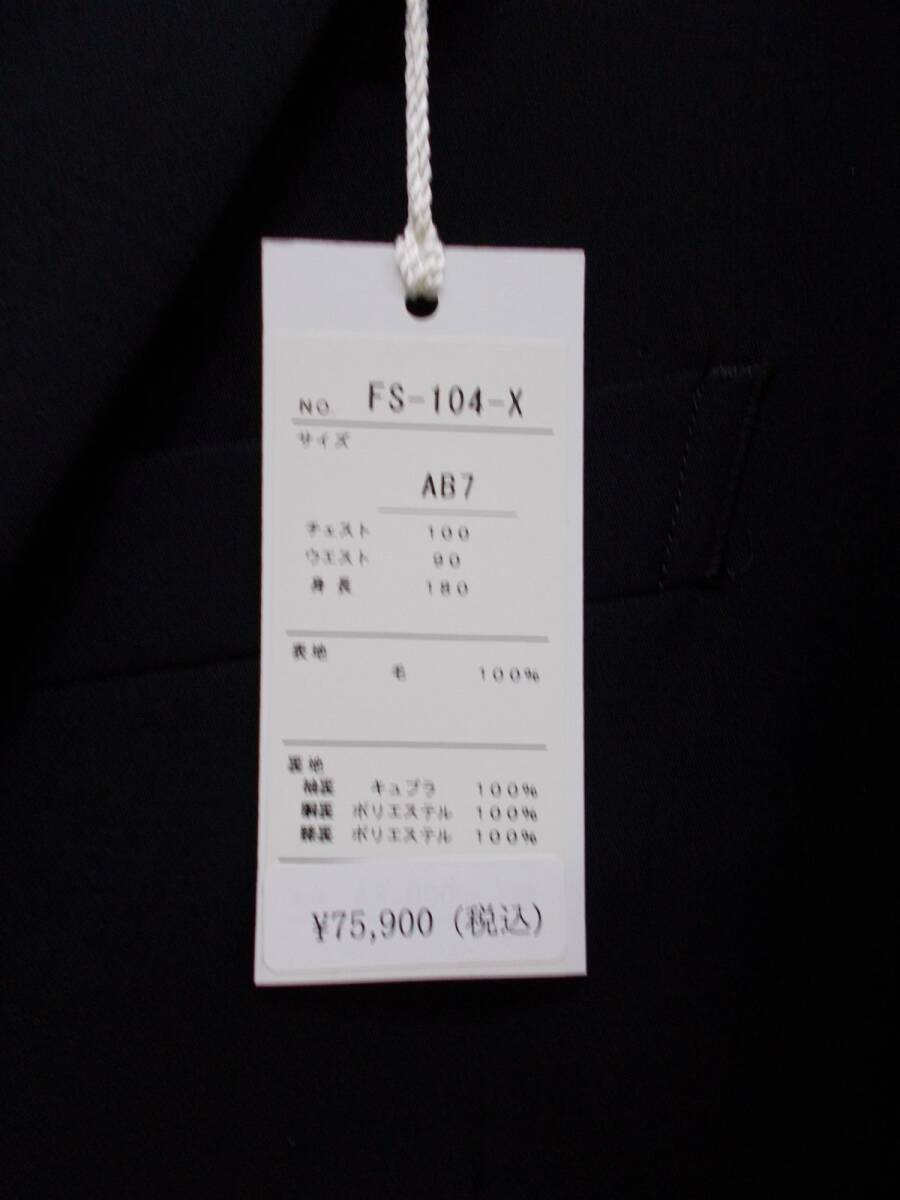 NO. FS-104-X
サイズ
AB7
チェスト 100
ウエスト 90
身長 180
表地
毛 100%
裏地
袖裏 キュプラ 100%
胴裏 ポリエステル 100%
膝裏 ポリエステル 100%
¥75,900 (税込)